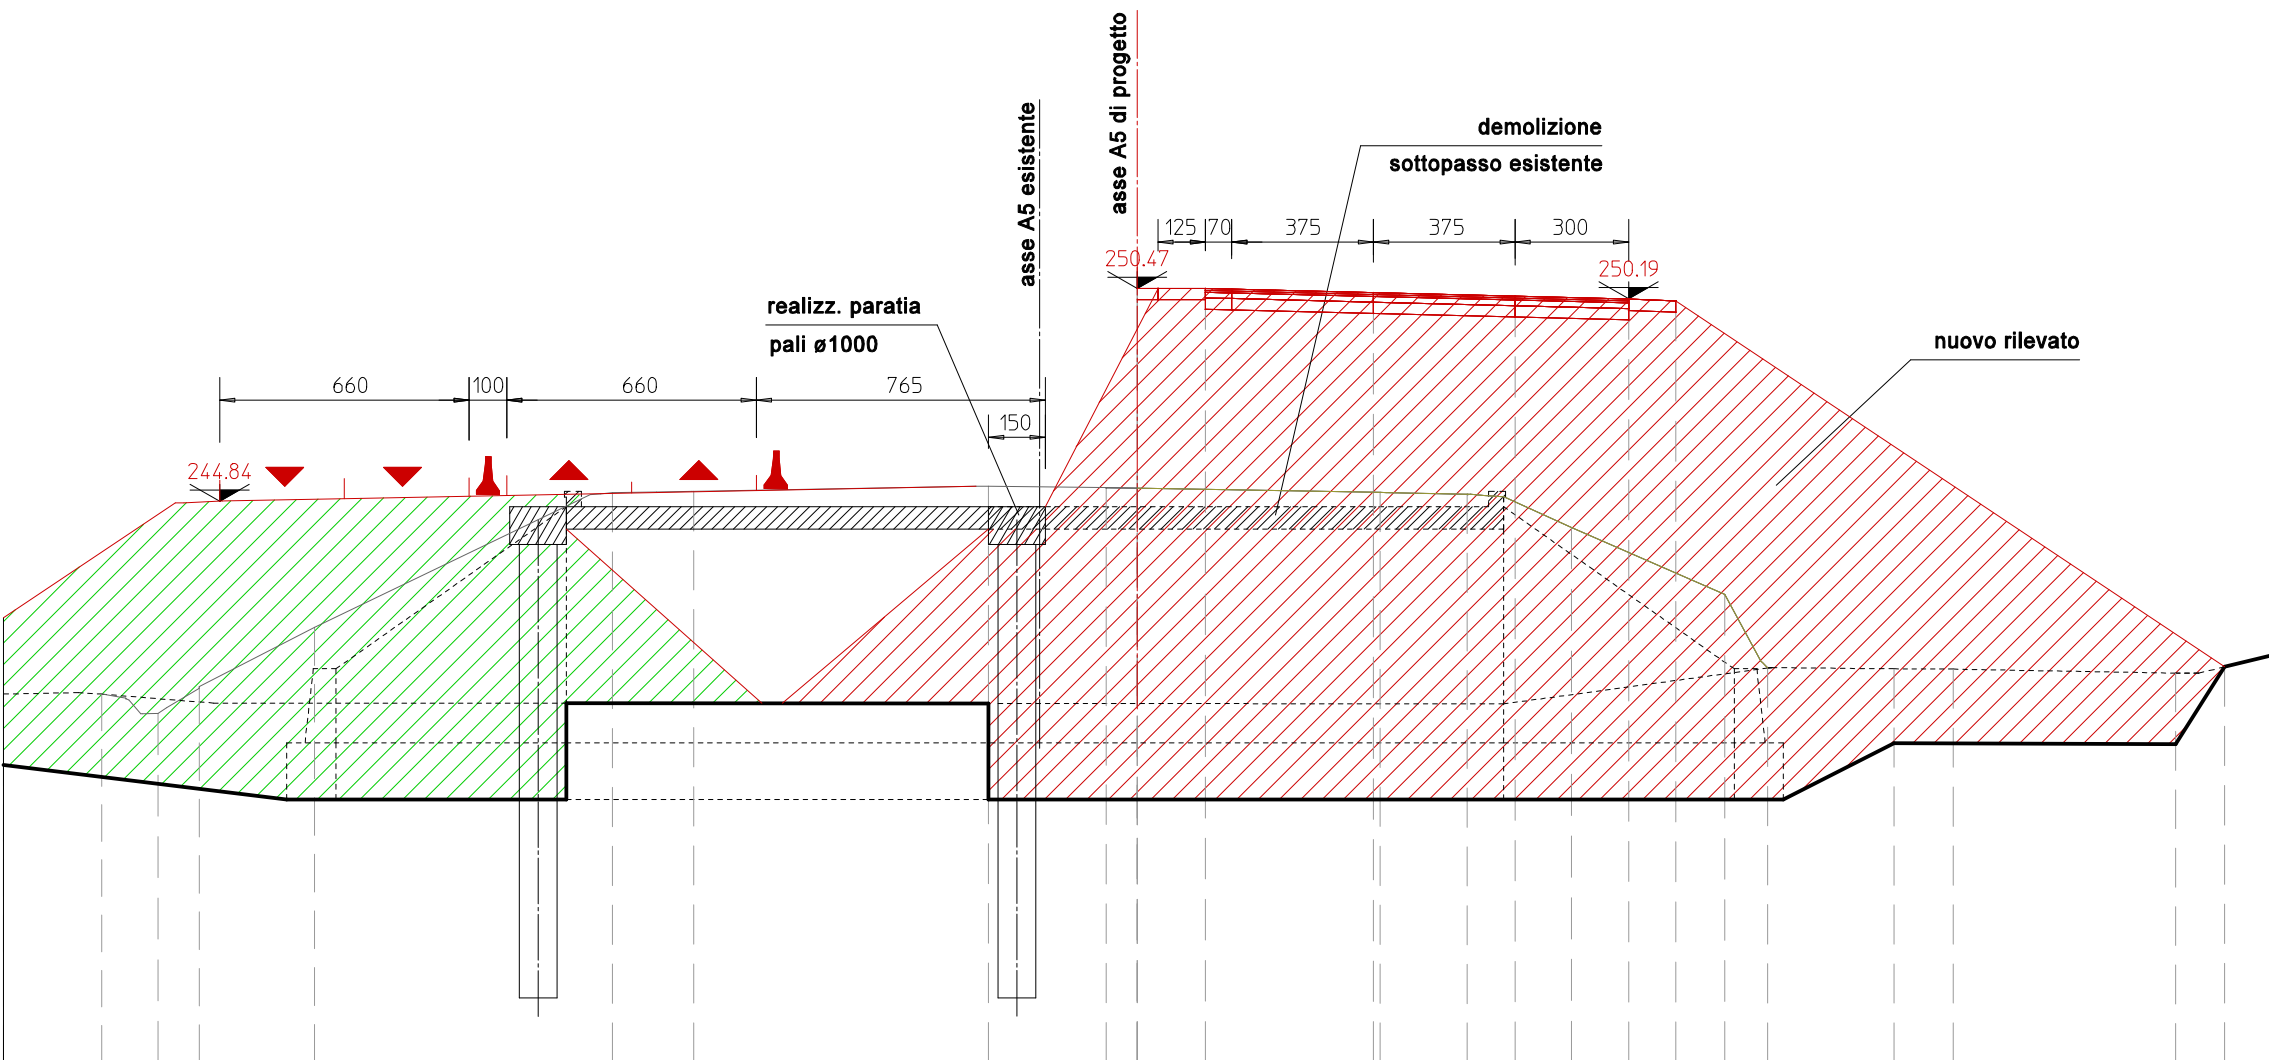 asse A5 di progetto
asse A5 esistente
demolizione
sottopasso esistente
125 70 375 375 300
250.47
250.19
realizz. paratia
pali ø1000
nuovo rilevato
660 100 660 765
150
244.84